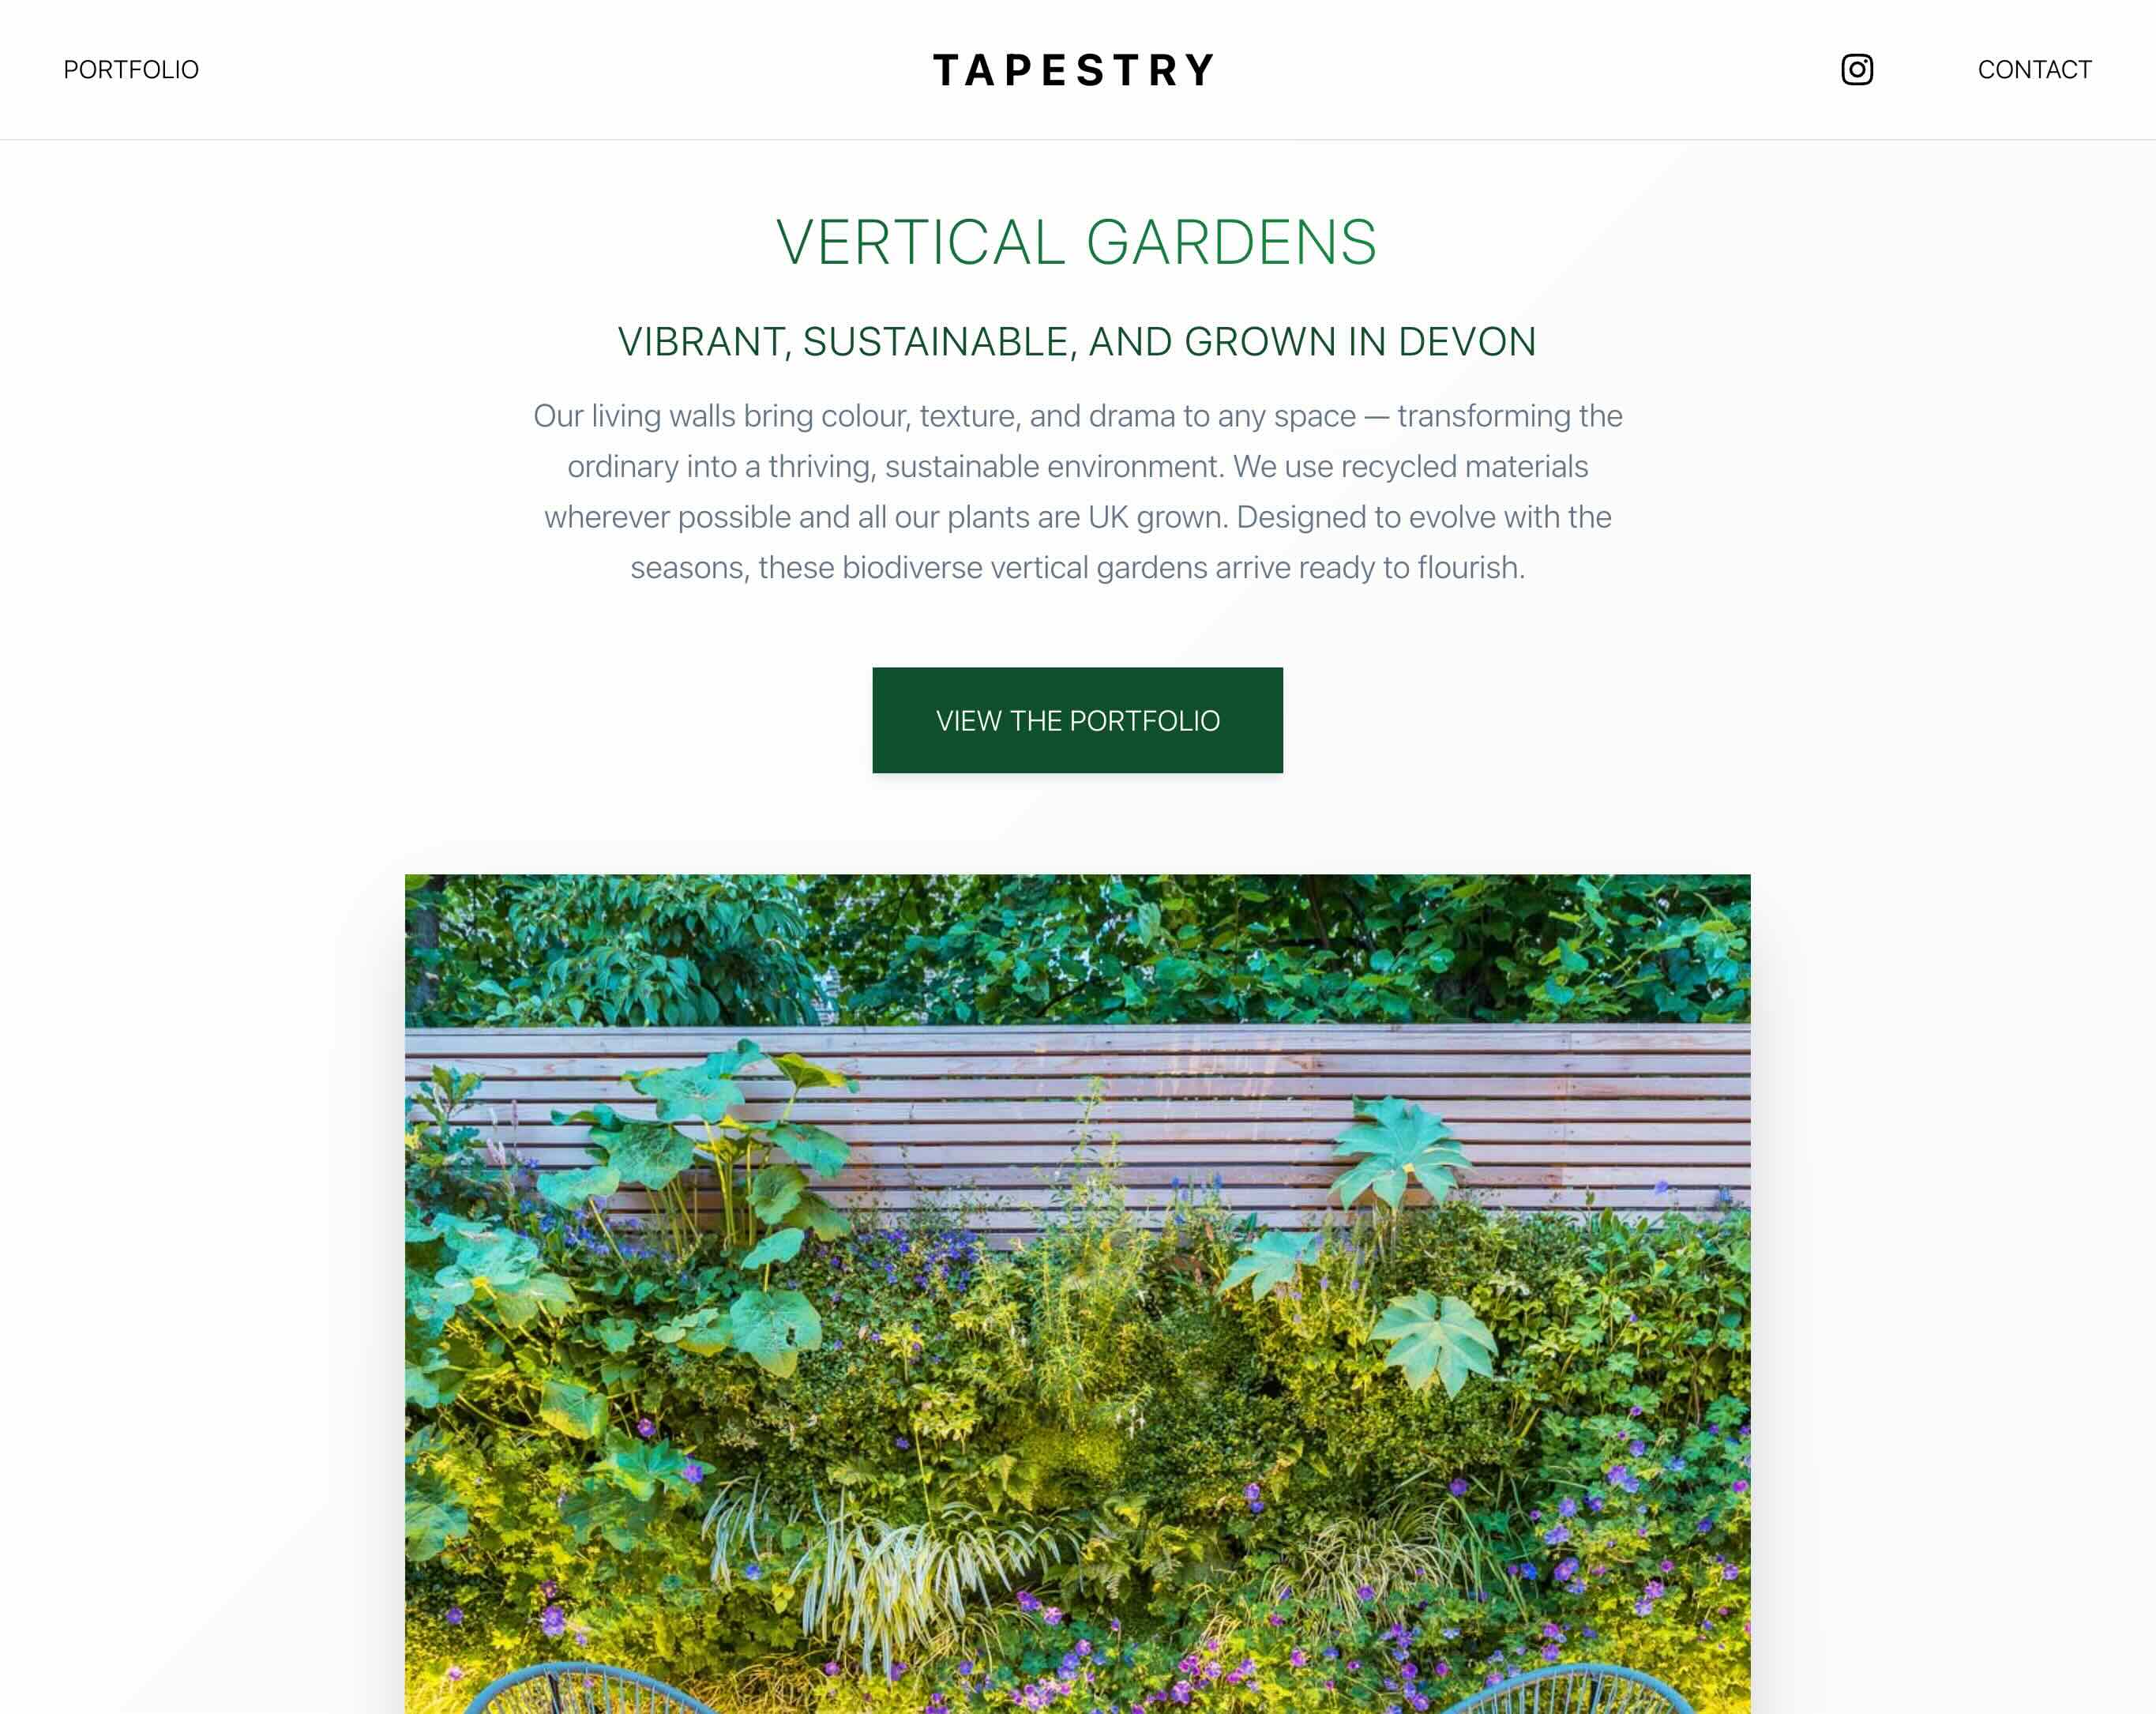 PORTFOLIO
TAPESTRY
CONTACT
VERTICAL GARDENS
VIBRANT, SUSTAINABLE, AND GROWN IN DEVON
Our living walls bring colour, texture, and drama to any space — transforming the
ordinary into a thriving, sustainable environment. We use recycled materials
wherever possible and all our plants are UK grown. Designed to evolve with the
seasons, these biodiverse vertical gardens arrive ready to flourish.
VIEW THE PORTFOLIO